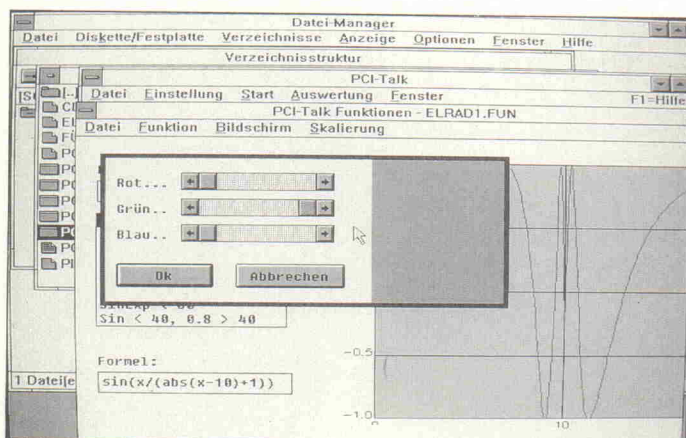 Datei-Manager
Datei Diskette/Festplatte Verzeichnisse Anzeige Optionen Fenster Hilfe
Verzeichnisstruktur
PCI-Talk
Datei Einstellung Start Auswertung Fenster F1=Hilfe
PCI-Talk Funktionen - ELRAD1.FUN
Datei Funktion Bildschirm Skalierung
[..]
Rot...
Grün..
Blau..
Ok Abbrechen
Sin < 40, 0.8 > 40
Formel:
sin(x/(abs(x-10)+1))
-0.5
-1.0
0 10
1 Datei[e